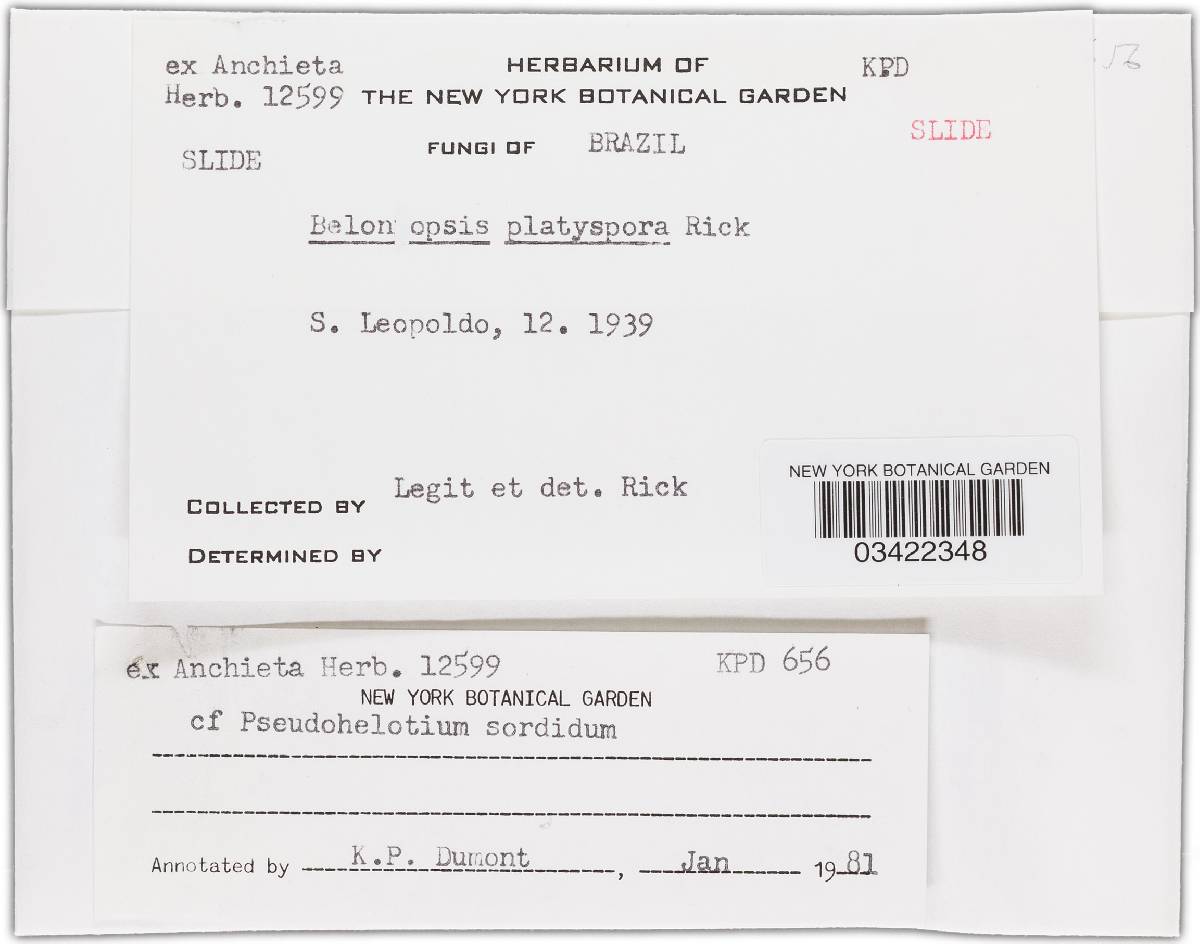 ex Anchieta HERBARIUM OF KPD
Herb. 12599 THE NEW YORK BOTANICAL GARDEN
SLIDE FUNGI OF BRAZIL SLIDE
Belon opsis platyspora Rick
S. Leopoldo, 12. 1939
COLLECTED BY Legit et det. Rick
DETERMINED BY
NEW YORK BOTANICAL GARDEN
03422348
ex Anchieta Herb. 12599 KPD 656
NEW YORK BOTANICAL GARDEN
cf Pseudohelotium sordidum
Annotated by K.P. Dumont, Jan 1981